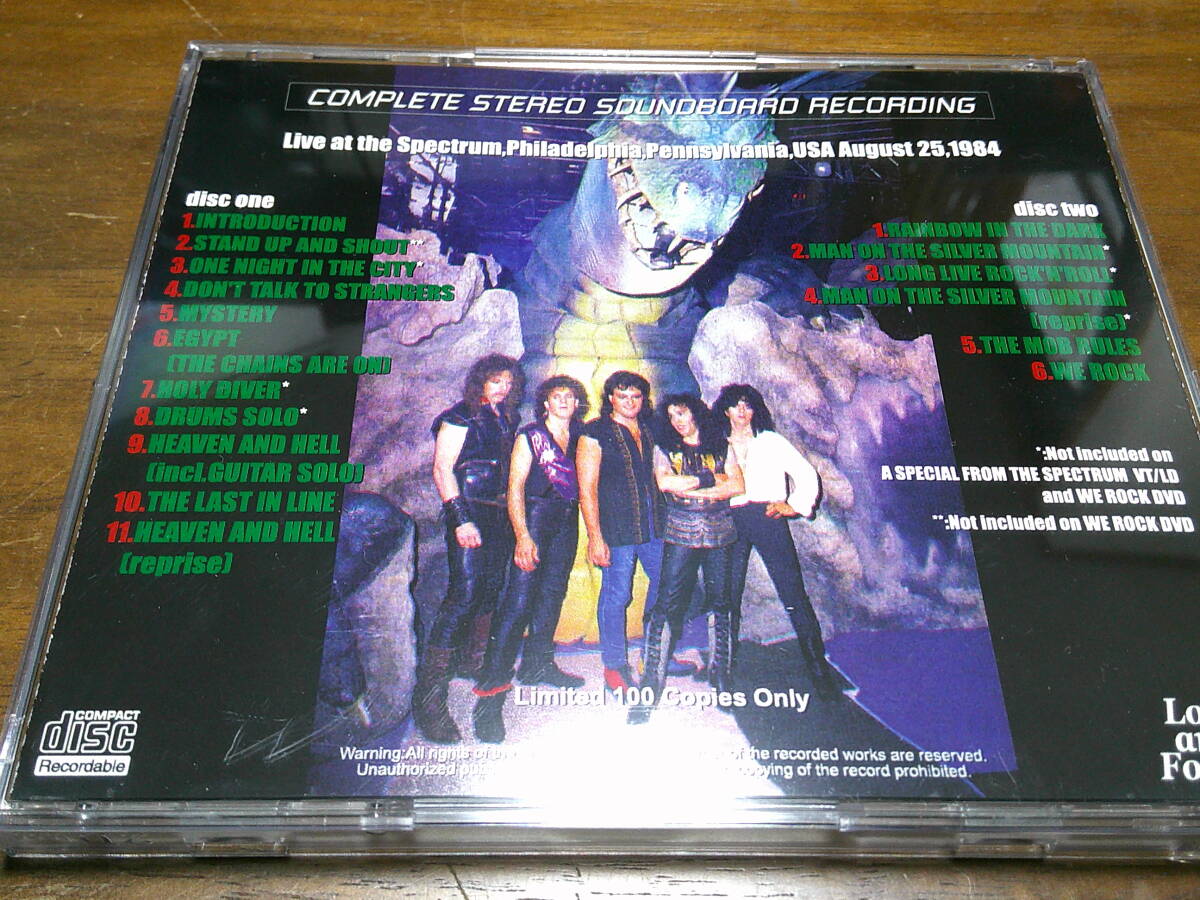 COMPLETE STEREO SOUNDBOARD RECORDING
Live at the Spectrum,Philadelphia,Pennsylvania,USA August 25,1984
disc one
1.INTRODUCTION
2.STAND UP AND SHOUT**
3.ONE NIGHT IN THE CITY*
4.DON'T TALK TO STRANGERS
5.MYSTERY
6.EGYPT
(THE CHAINS ARE ON)
7.HOLY DIVER*
8.DRUMS SOLO*
9.HEAVEN AND HELL
(incl.GUITAR SOLO)
10.THE LAST IN LINE
11.HEAVEN AND HELL
(reprise)
disc two
1.RAINBOW IN THE DARK
2.MAN ON THE SILVER MOUNTAIN*
3.LONG LIVE ROCK'N'ROLL*
4.MAN ON THE SILVER MOUNTAIN
(reprise)*
5.THE MOB RULES
6.WE ROCK
*:Not included on
A SPECIAL FROM THE SPECTRUM VT/LD
and WE ROCK DVD
**:Not included on WE ROCK DVD
Limited 100 Copies Only
Warning:All rights of the of the recorded works are reserved.
Unauthorized copying of the record prohibited.
COMPACT
disc
Recordable